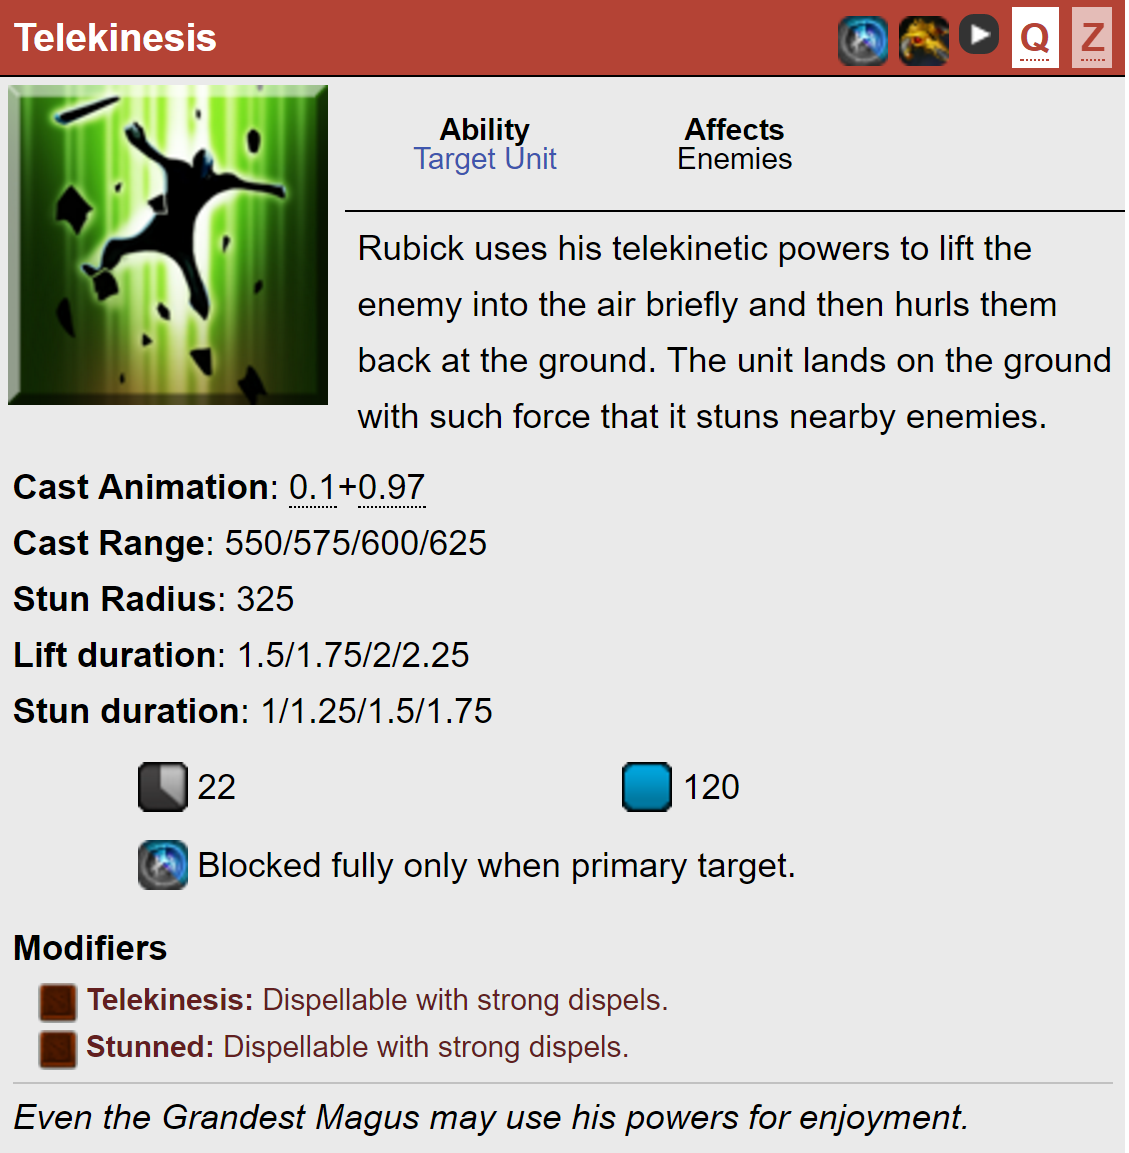 Telekinesis
Q
Z
Ability
Target Unit
Affects
Enemies
Rubick uses his telekinetic powers to lift the
enemy into the air briefly and then hurls them
back at the ground. The unit lands on the ground
with such force that it stuns nearby enemies.
Cast Animation: 0.1+0.97
Cast Range: 550/575/600/625
Stun Radius: 325
Lift duration: 1.5/1.75/2/2.25
Stun duration: 1/1.25/1.5/1.75
22
120
Blocked fully only when primary target.
Modifiers
Telekinesis: Dispellable with strong dispels.
Stunned: Dispellable with strong dispels.
Even the Grandest Magus may use his powers for enjoyment.